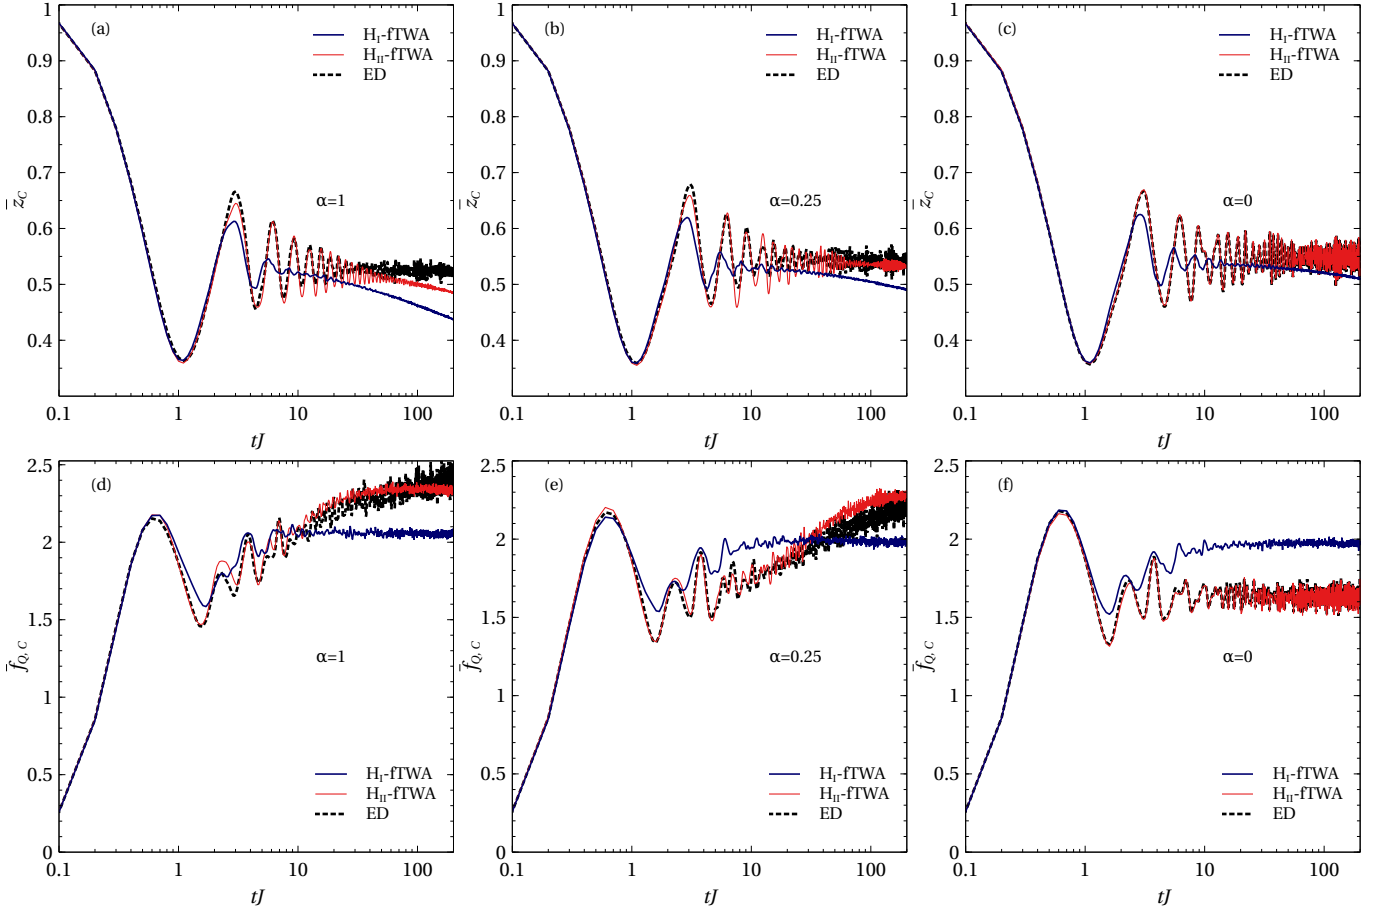 (a)
H_I-fTWA
H_II-fTWA
ED
α=1
1
0.9
0.8
0.7
0.6
0.5
0.4
z̄_C
0.1
1
10
100
tJ
(b)
H_I-fTWA
H_II-fTWA
ED
α=0.25
1
0.9
0.8
0.7
0.6
0.5
0.4
z̄_C
0.1
1
10
100
tJ
(c)
H_I-fTWA
H_II-fTWA
ED
α=0
1
0.9
0.8
0.7
0.6
0.5
0.4
z̄_C
0.1
1
10
100
tJ
(d)
α=1
H_I-fTWA
H_II-fTWA
ED
2.5
2
1.5
1
0.5
0
f̄_Q, C
0.1
1
10
100
tJ
(e)
α=0.25
H_I-fTWA
H_II-fTWA
ED
2.5
2
1.5
1
0.5
0
f̄_Q, C
0.1
1
10
100
tJ
(f)
α=0
H_I-fTWA
H_II-fTWA
ED
2.5
2
1.5
1
0.5
0
f̄_Q, C
0.1
1
10
100
tJ